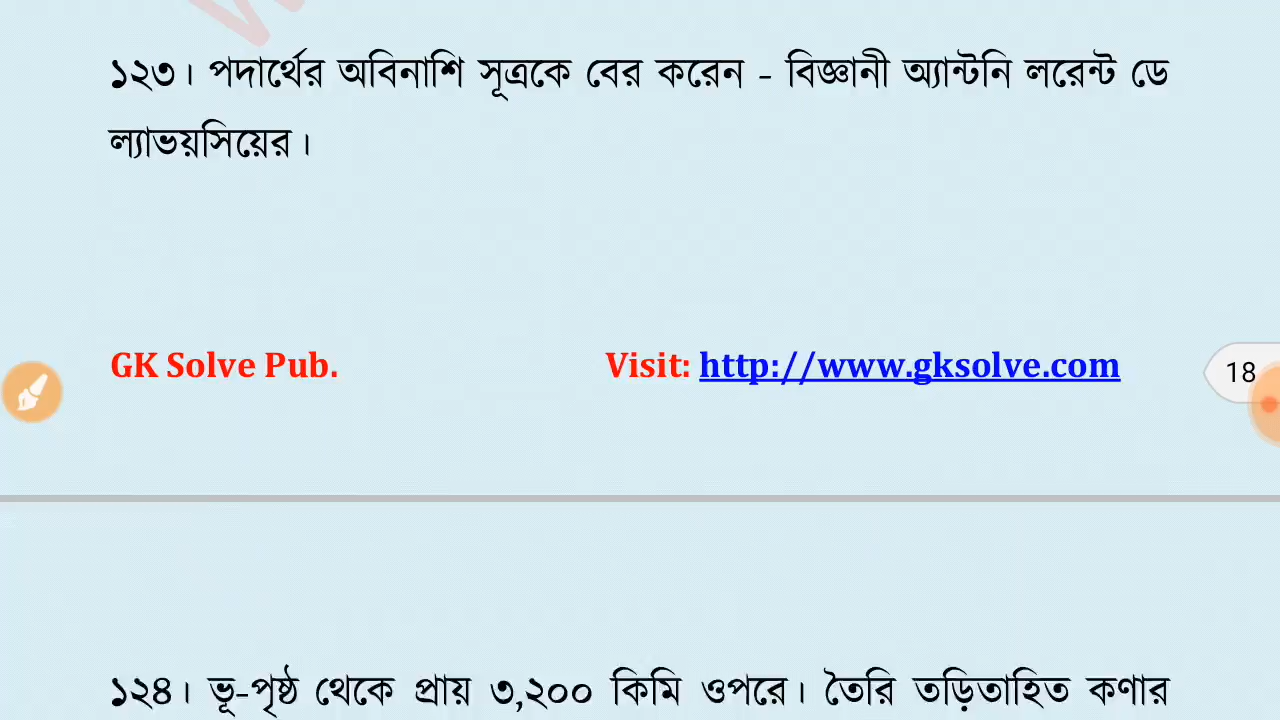 ১২৩। পদার্থের অবিনাশি সূত্রকে বের করেন - বিজ্ঞানী অ্যান্টনি লরেন্ট ডে
ল্যাভয়সিয়ের।
GK Solve Pub. Visit: http://www.gksolve.com
18
১২৪। ভূ-পৃষ্ঠ থেকে প্রায় ৩,২০০ কিমি ওপরে। তৈরি তড়িতাহিত কণার